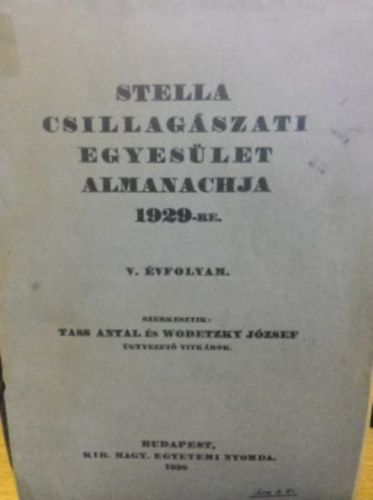 STELLA
CSILLAGÁSZATI
EGYESÜLET
ALMANACHJA
1929-RE.
V. ÉVFOLYAM.
SZERKESZTIK:
TASS ANTAL ÉS WODETZKY JÓZSEF
ÜGYVEZETŐ TITKÁROK.
BUDAPEST,
KIR. MAGY. EGYETEMI NYOMDA.